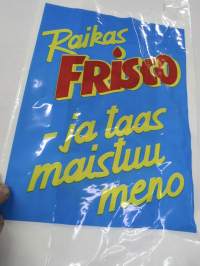 Raikas
FRISCO
- ja taas
maistuu
meno